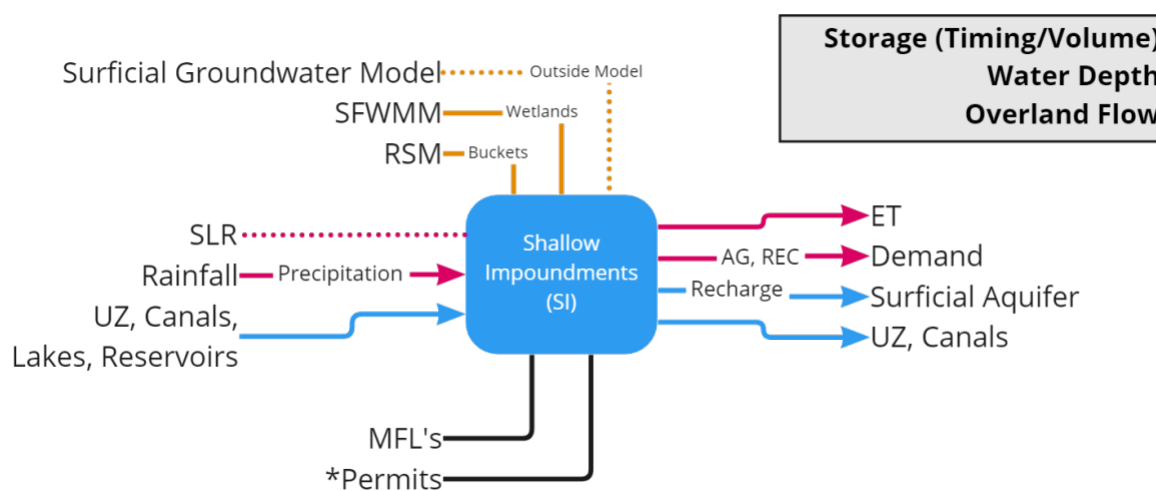 Storage (Timing/Volume)
Water Depth
Overland Flow
Surficial Groundwater Model
Outside Model
SFWMM
Wetlands
RSM
Buckets
SLR
Rainfall
Precipitation
UZ, Canals,
Lakes, Reservoirs
Shallow
Impoundments
(SI)
ET
AG, REC
Demand
Recharge
Surficial Aquifer
UZ, Canals
MFL's
*Permits